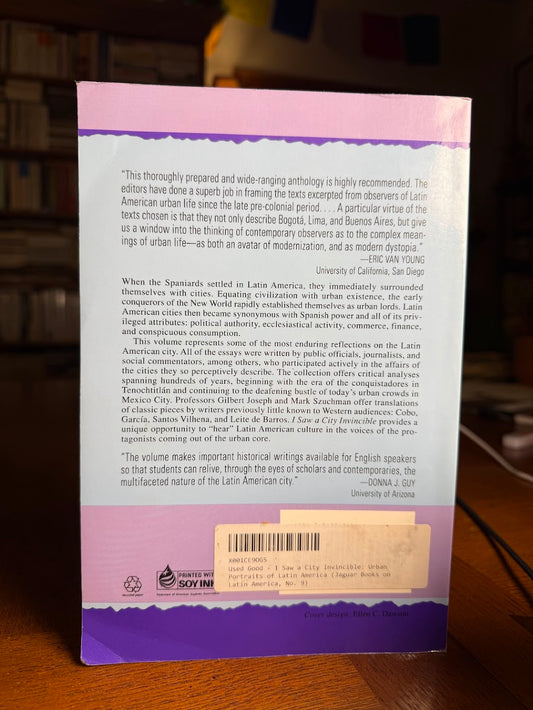 "This thoroughly prepared and wide-ranging anthology is highly recommended. The
editors have done a superb job in framing the texts excerpted from observers of Latin
American urban life since the late pre-colonial period. . . . A particular virtue of the
texts chosen is that they not only describe Bogotá, Lima, and Buenos Aires, but give
us a window into the thinking of contemporary observers as to the complex mean-
ings of urban life—as both an avatar of modernization, and as modern dystopia."
—ERIC VAN YOUNG
University of California, San Diego
When the Spaniards settled in Latin America, they immediately surrounded
themselves with cities. Equating civilization with urban existence, the early
conquerors of the New World rapidly established themselves as urban lords. Latin
American cities then became synonymous with Spanish power and all of its priv-
ileged attributes: political authority, ecclesiastical activity, commerce, finance,
and conspicuous consumption.
This volume represents some of the most enduring reflections on the Latin
American city. All of the essays were written by public officials, journalists, and
social commentators, among others, who participated actively in the affairs of
the cities they so perceptively describe. The collection offers critical analyses
spanning hundreds of years, beginning with the era of the conquistadores in
Tenochtitlán and continuing to the deafening bustle of today's urban crowds in
Mexico City. Professors Gilbert Joseph and Mark Szuchman offer translations
of classic pieces by writers previously little known to Western audiences: Cobo,
García, Santos Vilhena, and Leite de Barros. I Saw a City Invincible provides a
unique opportunity to "hear" Latin American culture in the voices of the pro-
tagonists coming out of the urban core.
"The volume makes important historical writings available for English speakers
so that students can relive, through the eyes of scholars and contemporaries, the
multifaceted nature of the Latin American city."
—DONNA J. GUY
University of Arizona
X001CE9OG5
Used Good - I Saw a City Invincible: Urban
Portraits of Latin America (Jaguar Books on
Latin America, No. 9)
recycled paper
PRINTED WITH
SOY INK
Cover design: Ellen C. Dawson